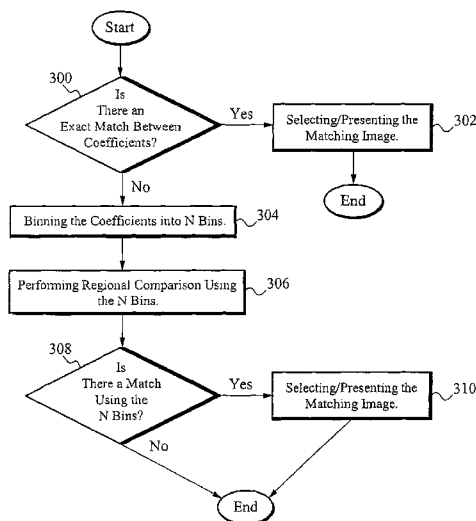 Start
300
Is
There an
Exact Match Between
Coefficients?
Yes
Selecting/Presenting the
Matching Image.
302
No
End
Binning the Coefficients into N Bins.
304
Performing Regional Comparison Using
the N Bins.
306
308
Is
There a Match
Using the
N Bins?
Yes
Selecting/Presenting the
Matching Image.
310
No
End